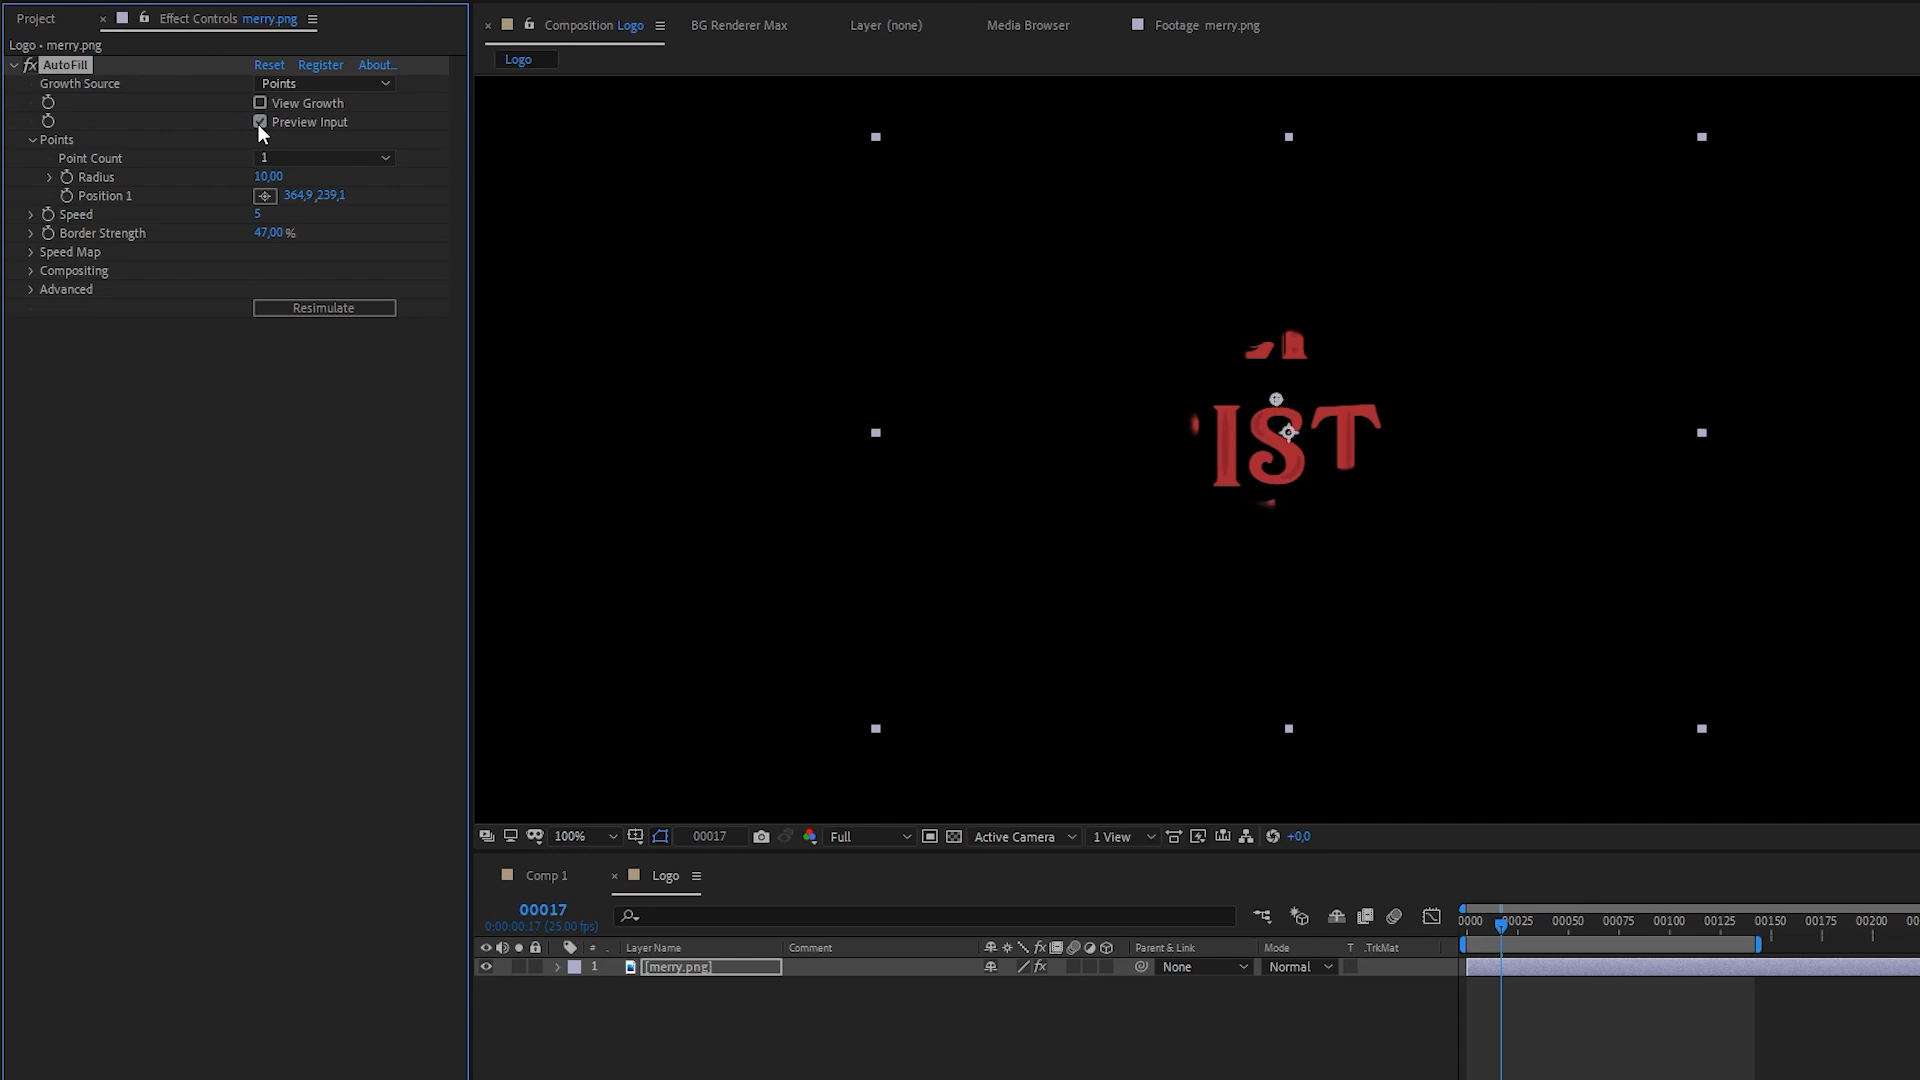 Project
Effect Controls merry.png
Composition Logo
BG Renderer Max
Layer (none)
Media Browser
Footage merry.png
Logo • merry.png
Logo
fx AutoFill
Reset
Register
About...
Growth Source
Points
View Growth
Preview Input
Points
Point Count
1
Radius
10,00
Position 1
364,9 ,239,1
Speed
5
Border Strength
47,00 %
Speed Map
Compositing
Advanced
Resimulate
IST
100%
00017
Full
Active Camera
1 View
+0,0
Comp 1
Logo
00017
0:00:00:17 (25.00 fps)
0000
00025
00050
00075
00100
00125
00150
00175
00200
#
Layer Name
Comment
fx
Parent & Link
Mode
T
.TrkMat
1
[merry.png]
fx
None
Normal